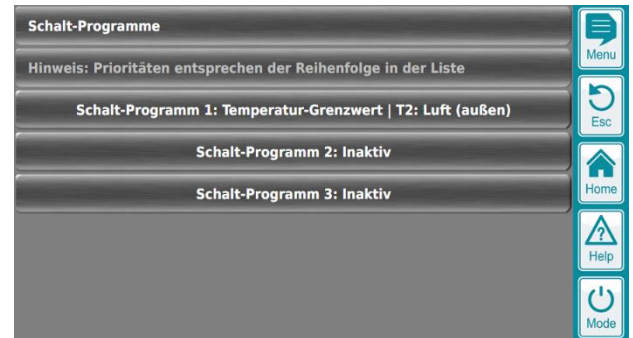 Schalt-Programme
Menu
Hinweis: Prioritäten entsprechen der Reihenfolge in der Liste
Schalt-Programm 1: Temperatur-Grenzwert | T2: Luft (außen)
Esc
Schalt-Programm 2: Inaktiv
Schalt-Programm 3: Inaktiv
Home
?
Help
Mode